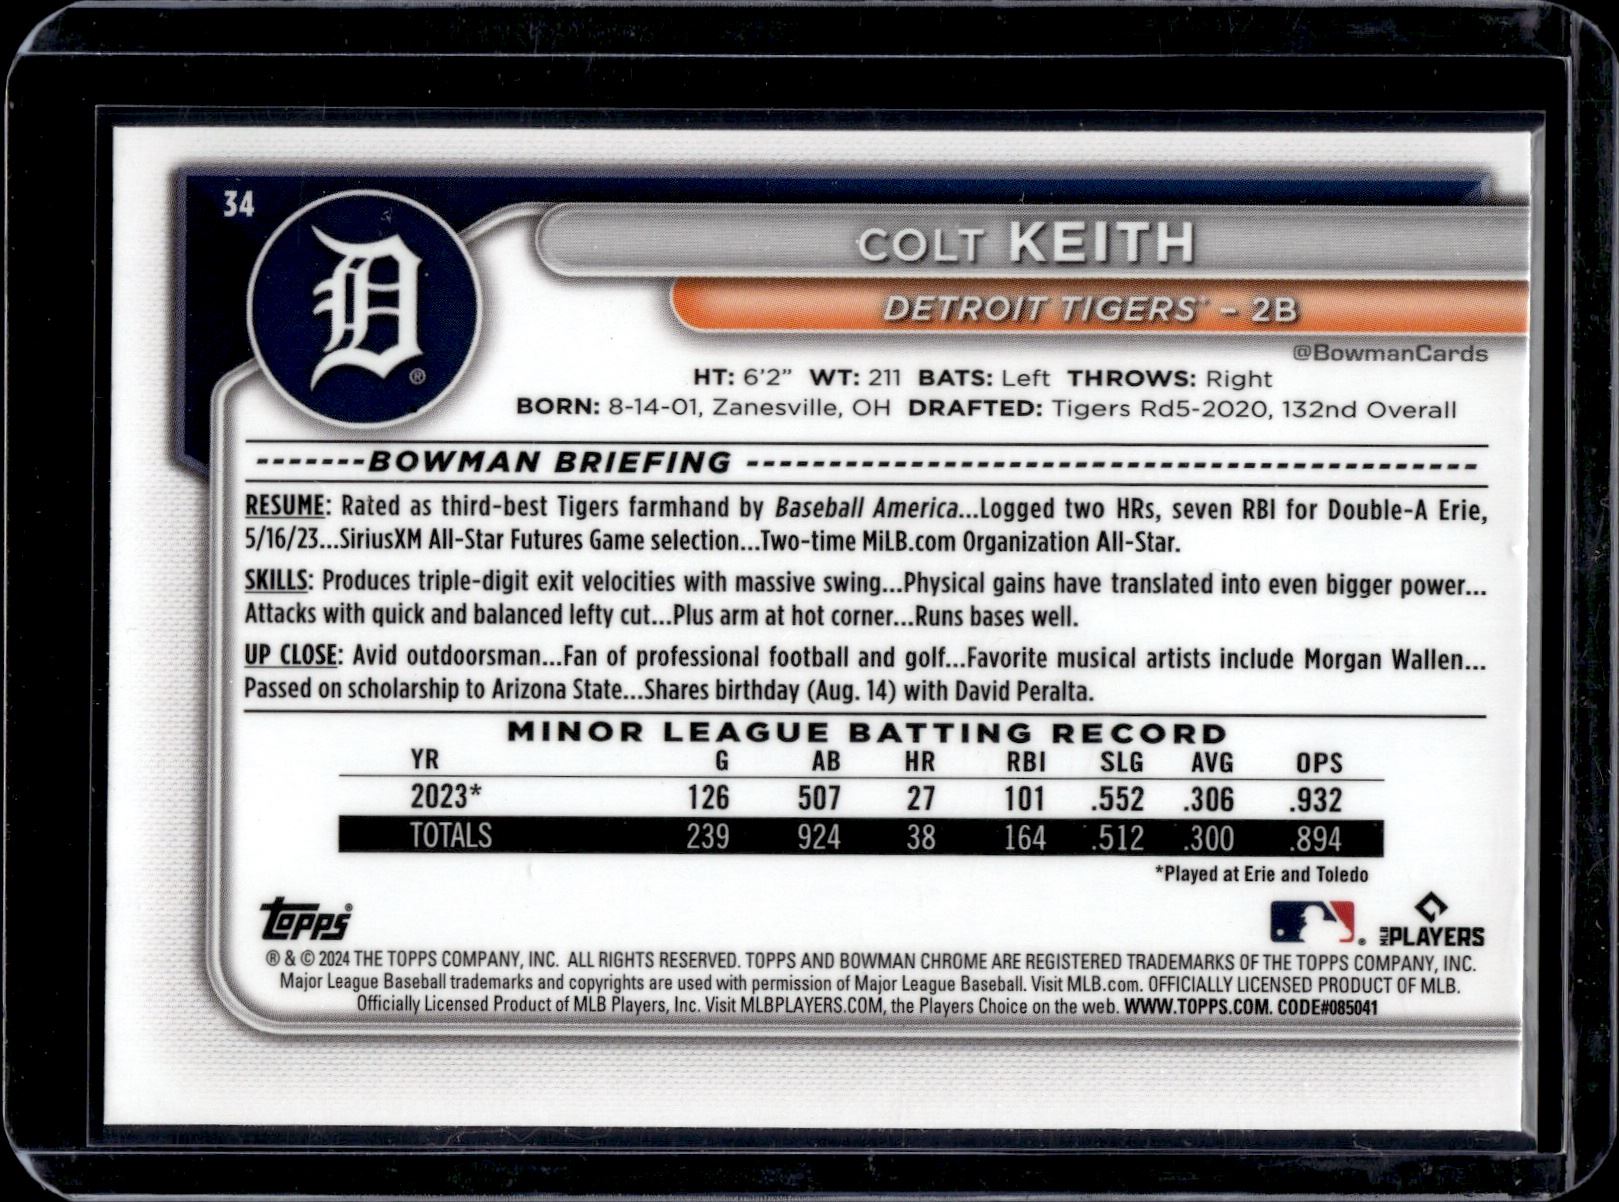 34
COLT KEITH
DETROIT TIGERS™ – 2B
@BowmanCards
HT: 6'2" WT: 211 BATS: Left THROWS: Right
BORN: 8-14-01, Zanesville, OH DRAFTED: Tigers Rd5-2020, 132nd Overall
-------BOWMAN BRIEFING ----------------------------------------------
RESUME: Rated as third-best Tigers farmhand by Baseball America...Logged two HRs, seven RBI for Double-A Erie,
5/16/23...SiriusXM All-Star Futures Game selection...Two-time MiLB.com Organization All-Star.
SKILLS: Produces triple-digit exit velocities with massive swing...Physical gains have translated into even bigger power...
Attacks with quick and balanced lefty cut...Plus arm at hot corner...Runs bases well.
UP CLOSE: Avid outdoorsman...Fan of professional football and golf...Favorite musical artists include Morgan Wallen...
Passed on scholarship to Arizona State...Shares birthday (Aug. 14) with David Peralta.
MINOR LEAGUE BATTING RECORD
YR G AB HR RBI SLG AVG OPS
2023* 126 507 27 101 .552 .306 .932
TOTALS 239 924 38 164 .512 .300 .894
*Played at Erie and Toledo
Topps®
MLB PLAYERS
® & © 2024 THE TOPPS COMPANY, INC. ALL RIGHTS RESERVED. TOPPS AND BOWMAN CHROME ARE REGISTERED TRADEMARKS OF THE TOPPS COMPANY, INC.
Major League Baseball trademarks and copyrights are used with permission of Major League Baseball. Visit MLB.com. OFFICIALLY LICENSED PRODUCT OF MLB.
Officially Licensed Product of MLB Players, Inc. Visit MLBPLAYERS.COM, the Players Choice on the web. WWW.TOPPS.COM. CODE#085041